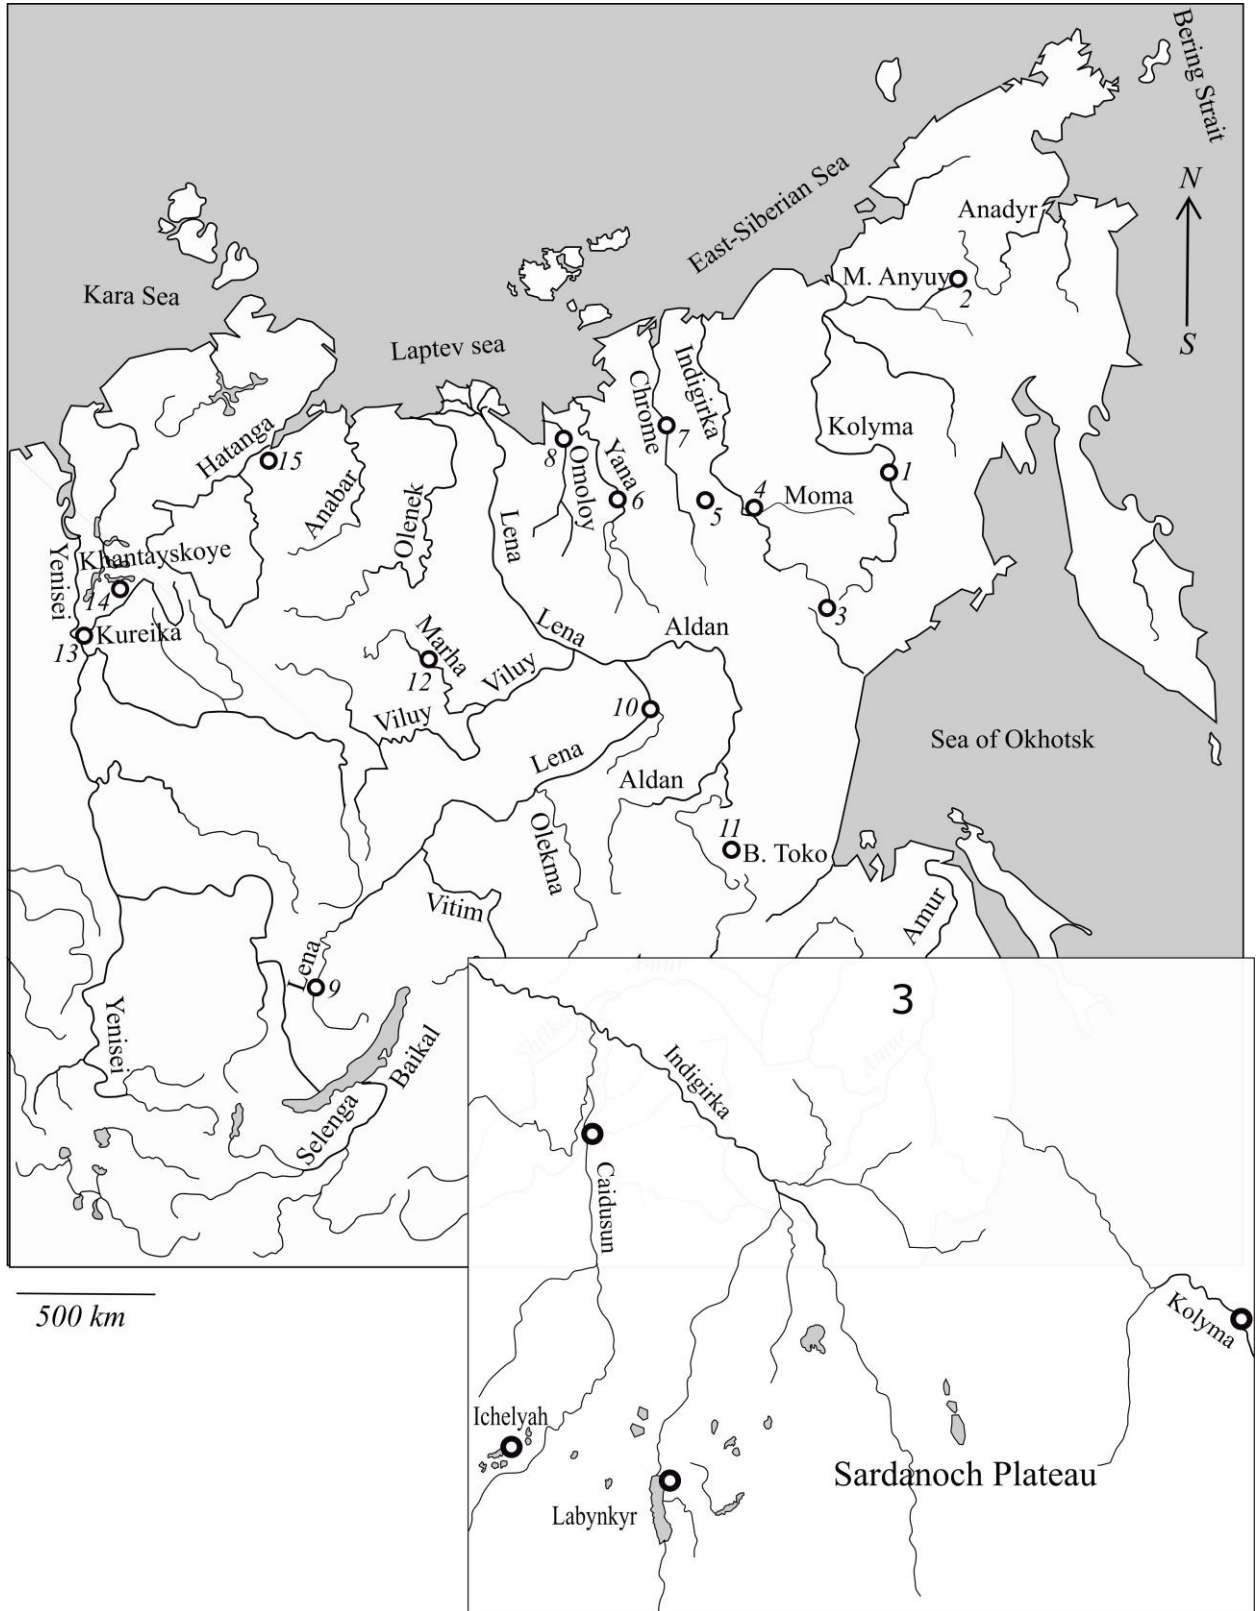 Bering Strait
N
S
East-Siberian Sea
Anadyr
M. Anyuy
2
Kara Sea
Laptev sea
Indigirka
Chrome
7
Kolyma
1
Hatanga
15
Anabar
Olenek
Lena
8
Omoloy
Yana
6
5
4
Moma
Khantayskoye
Yenisei
14
13
Kureika
3
Marha
12
Viluy
Viluy
Lena
Aldan
10
Lena
Aldan
Sea of Okhotsk
11
B. Toko
Olekma
Vitim
Amur
Lena
9
Yenisei
Baikal
Selenga
500 km
3
Indigirka
Caidusun
Kolyma
Ichelyah
Labynkyr
Sardanoch Plateau